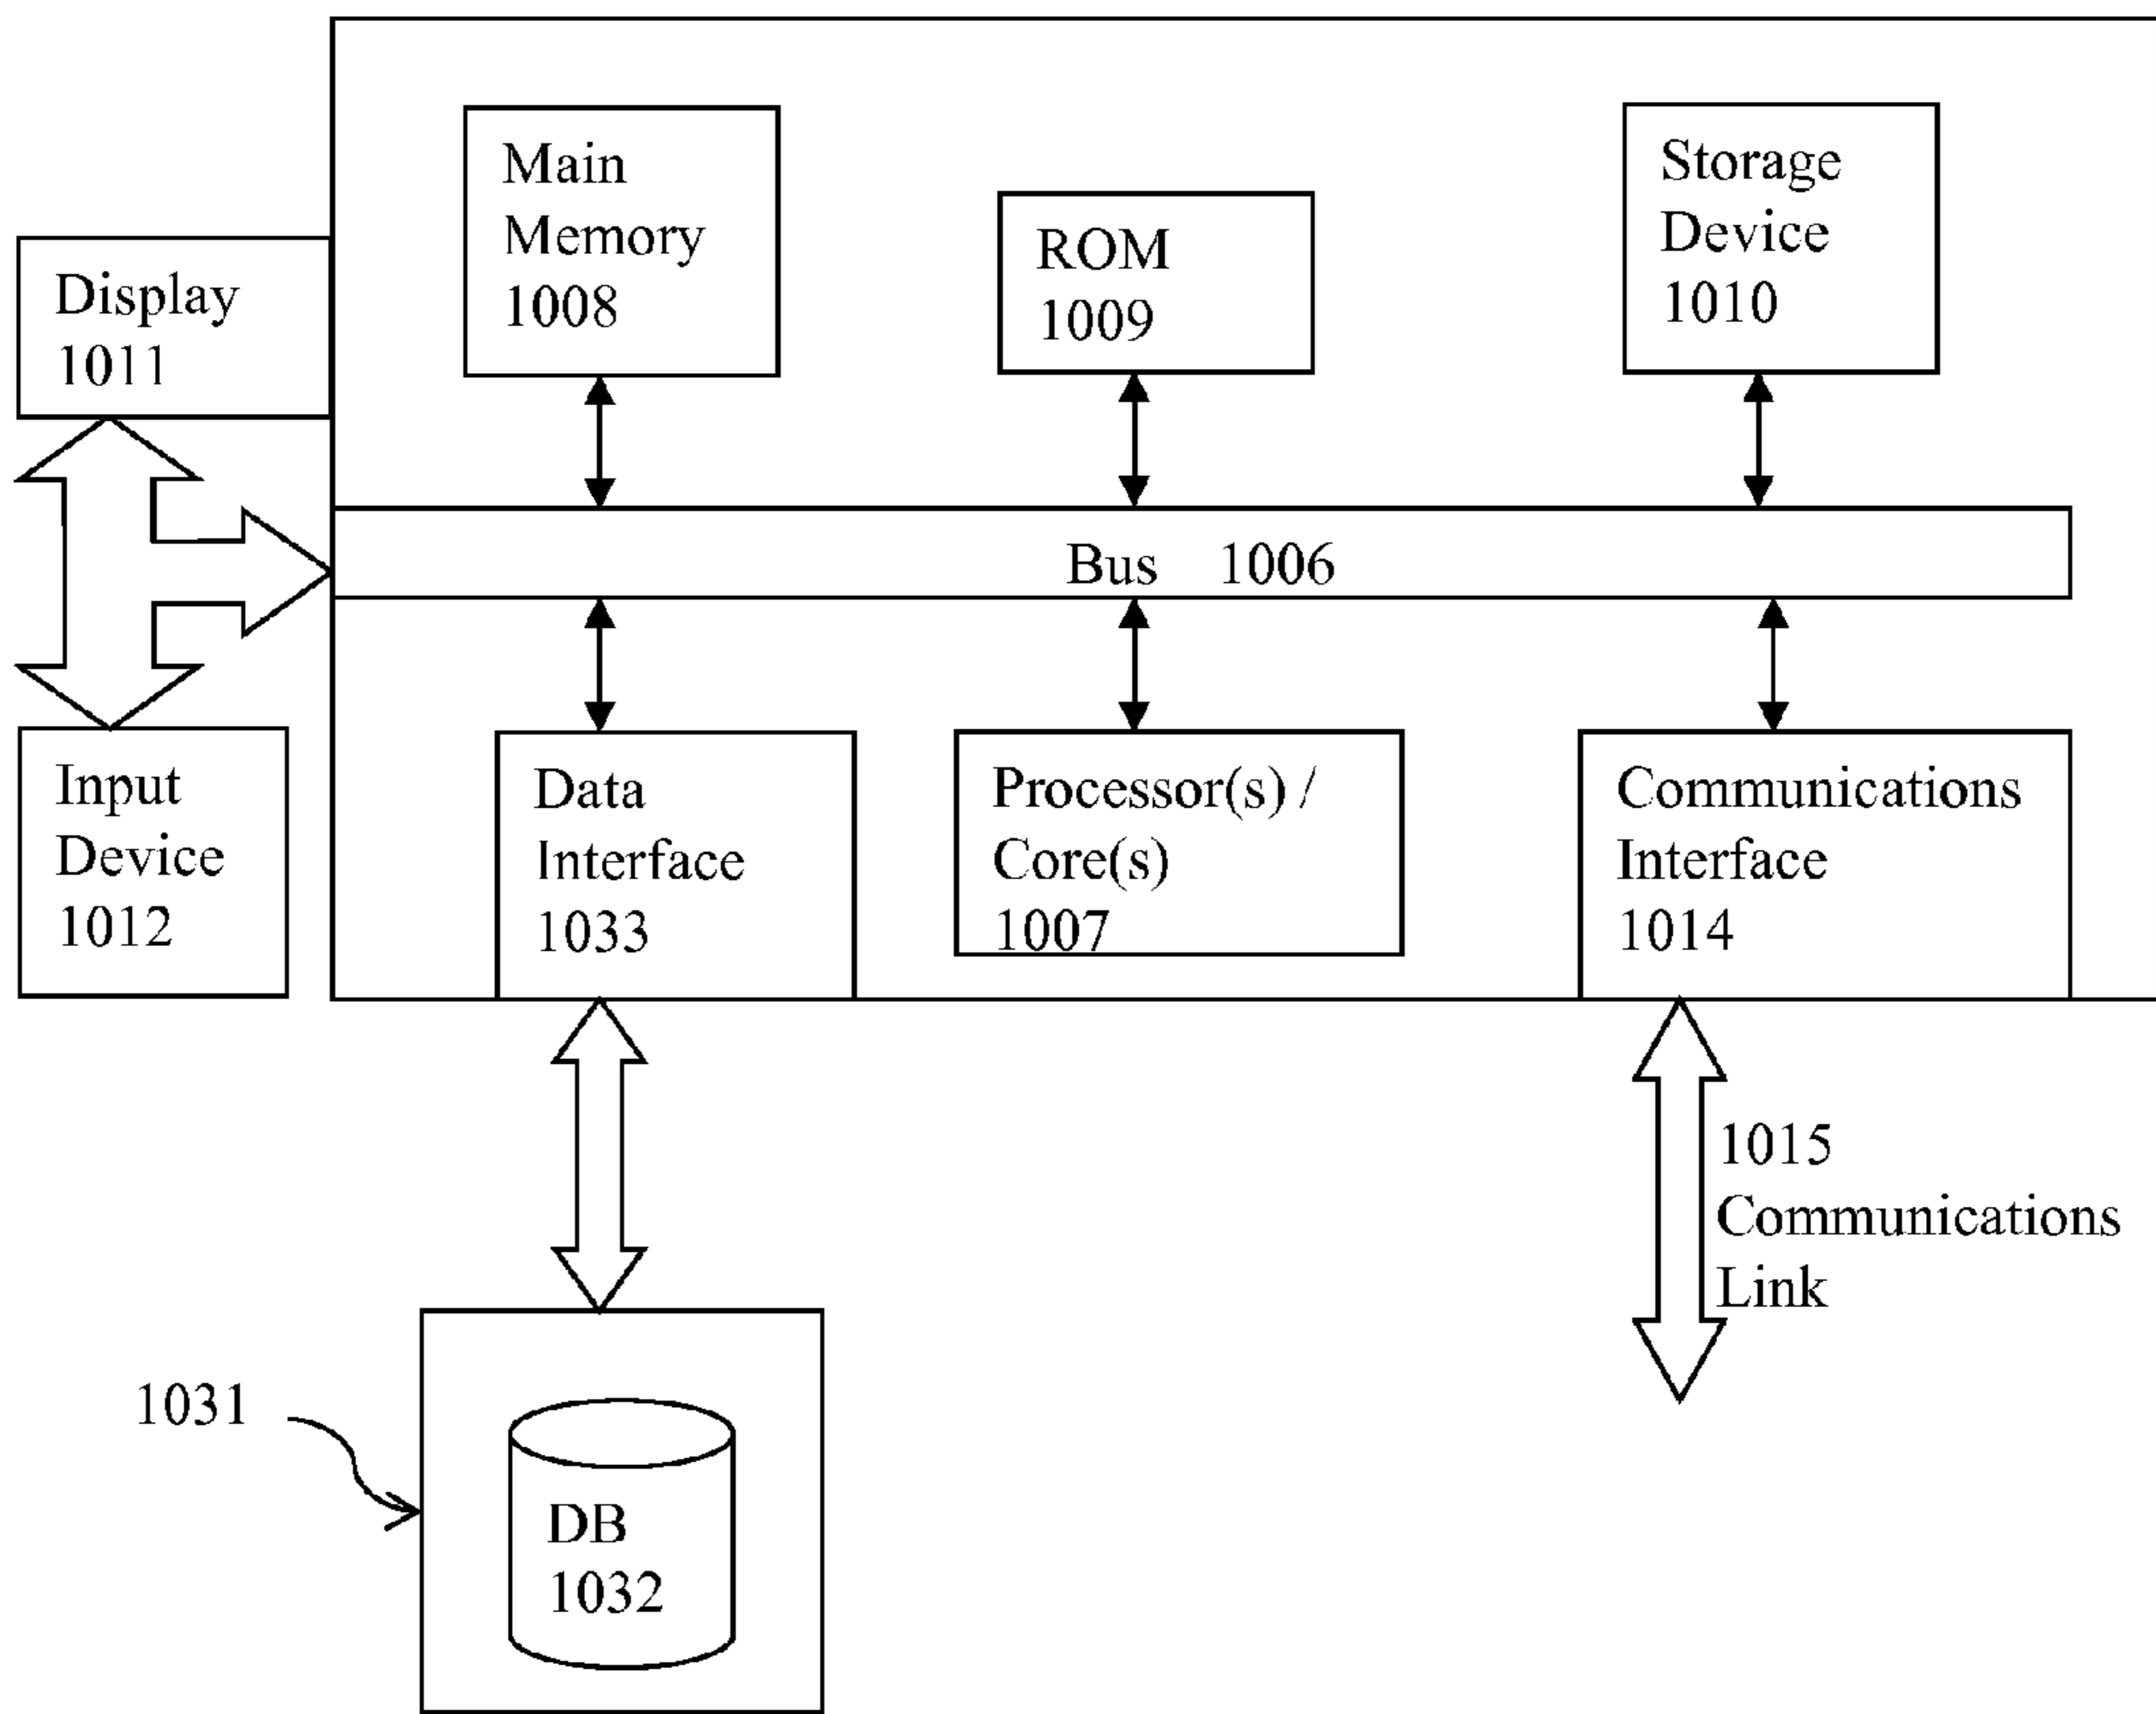 Main
Memory
1008
ROM
1009
Storage
Device
1010
Display
1011
Bus 1006
Input
Device
1012
Data
Interface
1033
Processor(s) /
Core(s)
1007
Communications
Interface
1014
1015
Communications
Link
1031
DB
1032